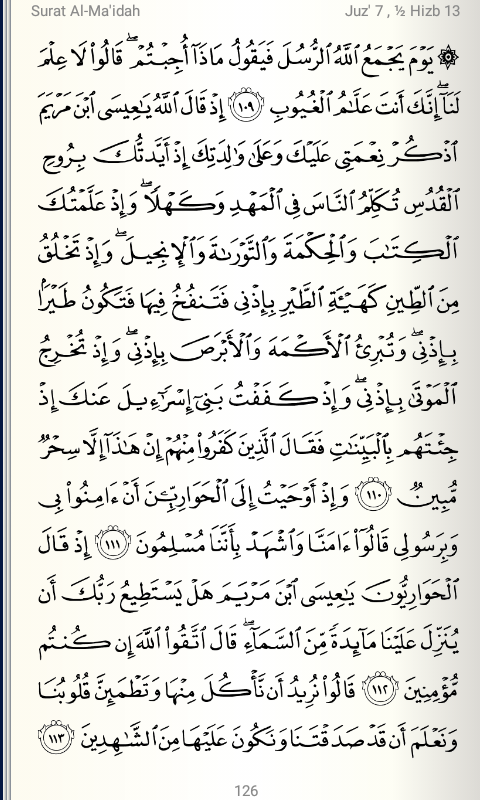 Surat Al-Ma'idah Juz' 7 , ½ Hizb 13
۞ يَوْمَ يَجْمَعُ ٱللَّهُ ٱلرُّسُلَ فَيَقُولُ مَاذَآ أُجِبْتُمْ ۖ قَالُوا۟ لَا عِلْمَ
لَنَآ ۖ إِنَّكَ أَنتَ عَلَّٰمُ ٱلْغُيُوبِ ١٠٩ إِذْ قَالَ ٱللَّهُ يَٰعِيسَى ٱبْنَ مَرْيَمَ
ٱذْكُرْ نِعْمَتِى عَلَيْكَ وَعَلَىٰ وَٰلِدَتِكَ إِذْ أَيَّدتُّكَ بِرُوحِ
ٱلْقُدُسِ تُكَلِّمُ ٱلنَّاسَ فِى ٱلْمَهْدِ وَكَهْلًا ۖ وَإِذْ عَلَّمْتُكَ
ٱلْكِتَٰبَ وَٱلْحِكْمَةَ وَٱلتَّوْرَىٰةَ وَٱلْإِنجِيلَ ۖ وَإِذْ تَخْلُقُ
مِنَ ٱلطِّينِ كَهَيْـَٔةِ ٱلطَّيْرِ بِإِذْنِى فَتَنفُخُ فِيهَا فَتَكُونُ طَيْرًۢا
بِإِذْنِى ۖ وَتُبْرِئُ ٱلْأَكْمَهَ وَٱلْأَبْرَصَ بِإِذْنِى ۖ وَإِذْ تُخْرِجُ
ٱلْمَوْتَىٰ بِإِذْنِى ۖ وَإِذْ كَفَفْتُ بَنِىٓ إِسْرَٰٓءِيلَ عَنكَ إِذْ
جِئْتَهُم بِٱلْبَيِّنَٰتِ فَقَالَ ٱلَّذِينَ كَفَرُوا۟ مِنْهُمْ إِنْ هَٰذَآ إِلَّا سِحْرٌ
مُّبِينٌ ١١٠ وَإِذْ أَوْحَيْتُ إِلَى ٱلْحَوَارِيِّـۧنَ أَنْ ءَامِنُوا۟ بِى
وَبِرَسُولِى قَالُوٓا۟ ءَامَنَّا وَٱشْهَدْ بِأَنَّنَا مُسْلِمُونَ ١١١ إِذْ قَالَ
ٱلْحَوَارِيُّونَ يَٰعِيسَى ٱبْنَ مَرْيَمَ هَلْ يَسْتَطِيعُ رَبُّكَ أَن
يُنَزِّلَ عَلَيْنَا مَآئِدَةً مِّنَ ٱلسَّمَآءِ ۖ قَالَ ٱتَّقُوا۟ ٱللَّهَ إِن كُنتُم
مُّؤْمِنِينَ ١١٢ قَالُوا۟ نُرِيدُ أَن نَّأْكُلَ مِنْهَا وَتَطْمَئِنَّ قُلُوبُنَا
وَنَعْلَمَ أَن قَدْ صَدَقْتَنَا وَنَكُونَ عَلَيْهَا مِنَ ٱلشَّٰهِدِينَ ١١٣
126